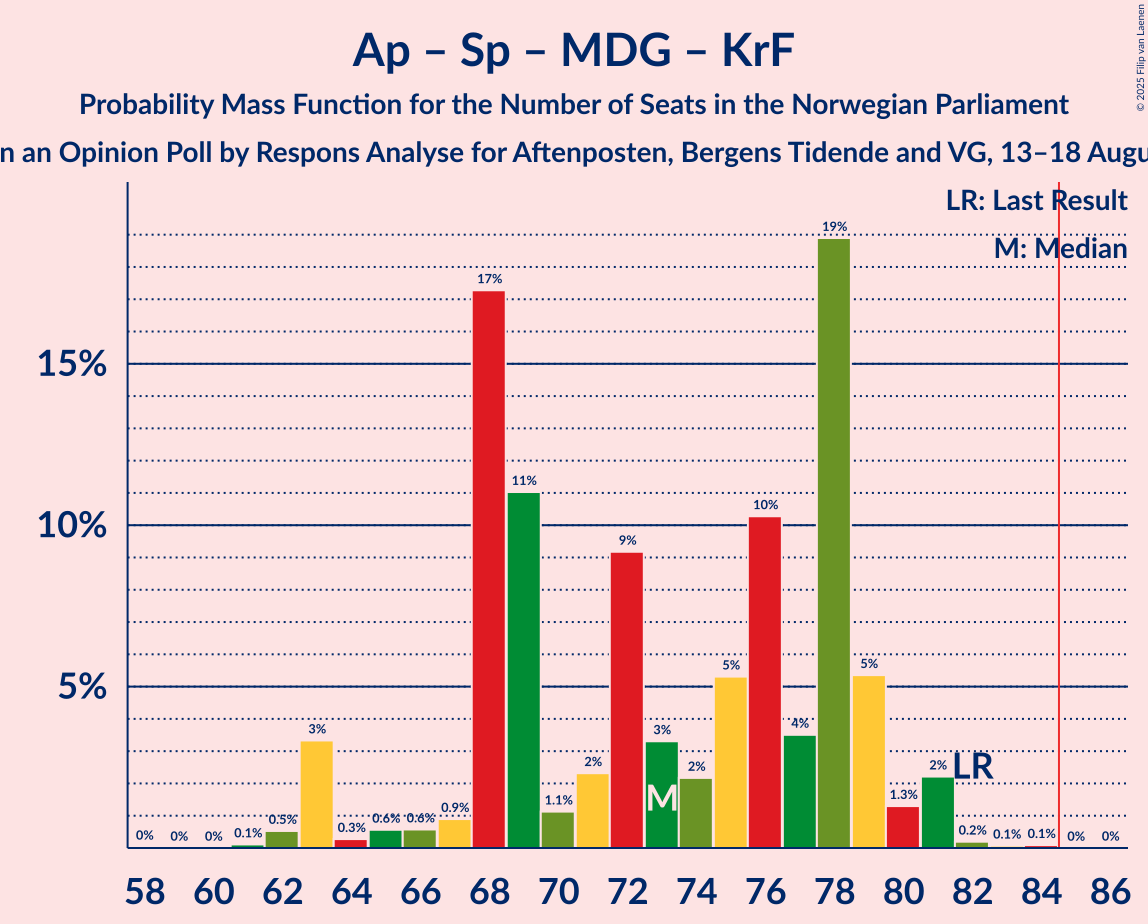 Ap – Sp – MDG – KrF
Probability Mass Function for the Number of Seats in the Norwegian Parliament
n an Opinion Poll by Respons Analyse for Aftenposten, Bergens Tidende and VG, 13–18 Augu
© 2025 Filip van Laenen
LR: Last Result
M: Median
15%
10%
5%
0% 0% 0% 0.1% 0.5% 3% 0.3% 0.6% 0.6% 0.9% 17% 11% 1.1% 2% 9% 3% 2% 5% 10% 4% 19% 5% 1.3% 2% 0.2% 0.1% 0.1% 0% 0%
M
LR
58 60 62 64 66 68 70 72 74 76 78 80 82 84 86